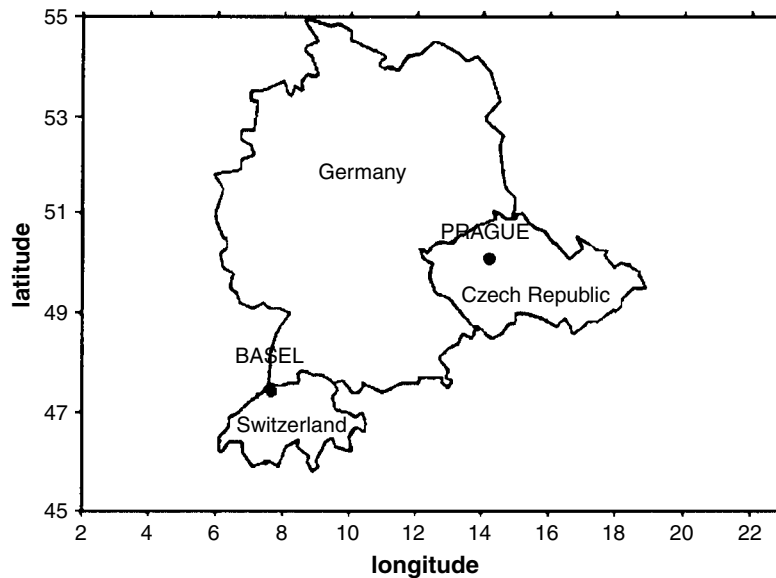 55
53
Germany
51
PRAGUE
latitude
49
Czech Republic
BASEL
47
Switzerland
45
2 4 6 8 10 12 14 16 18 20 22
longitude